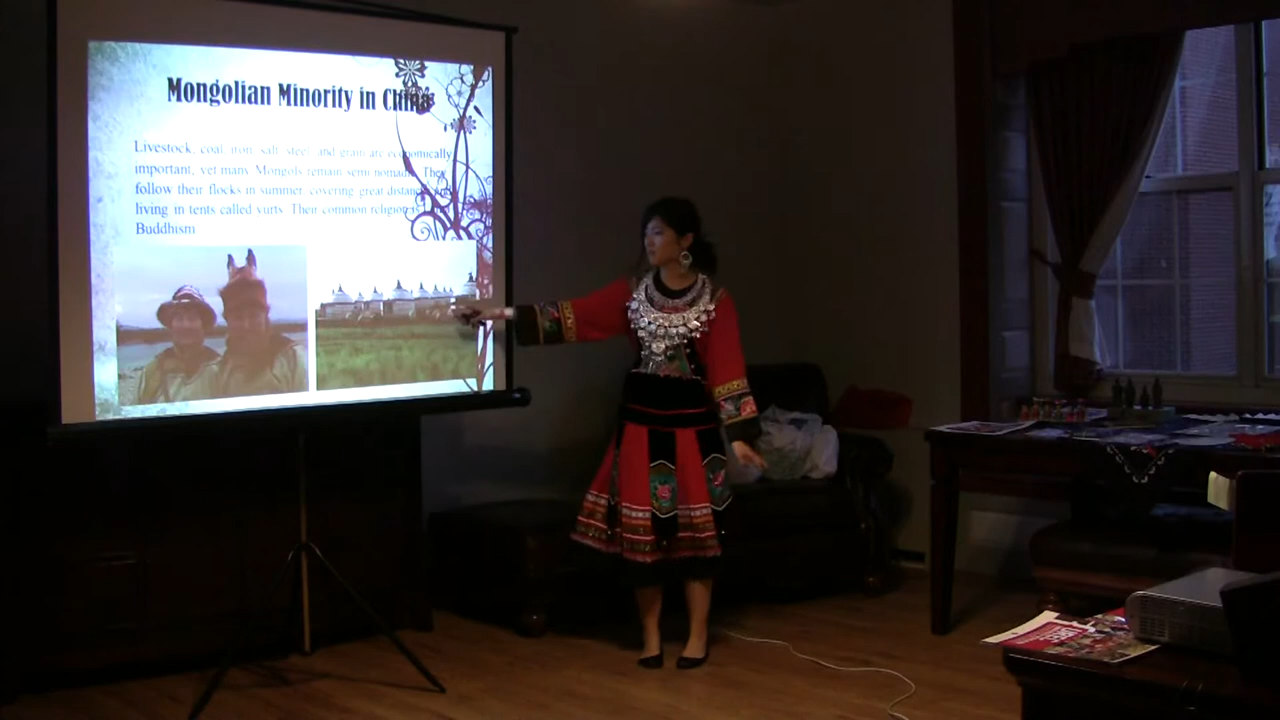 Mongolian Minority in China
Livestock, coal, iron, salt, steel, and grain are economically
important, yet many Mongols remain semi nomadic. They
follow their flocks in summer, covering great distances and
living in tents called yurts. Their common religion is
Buddhism